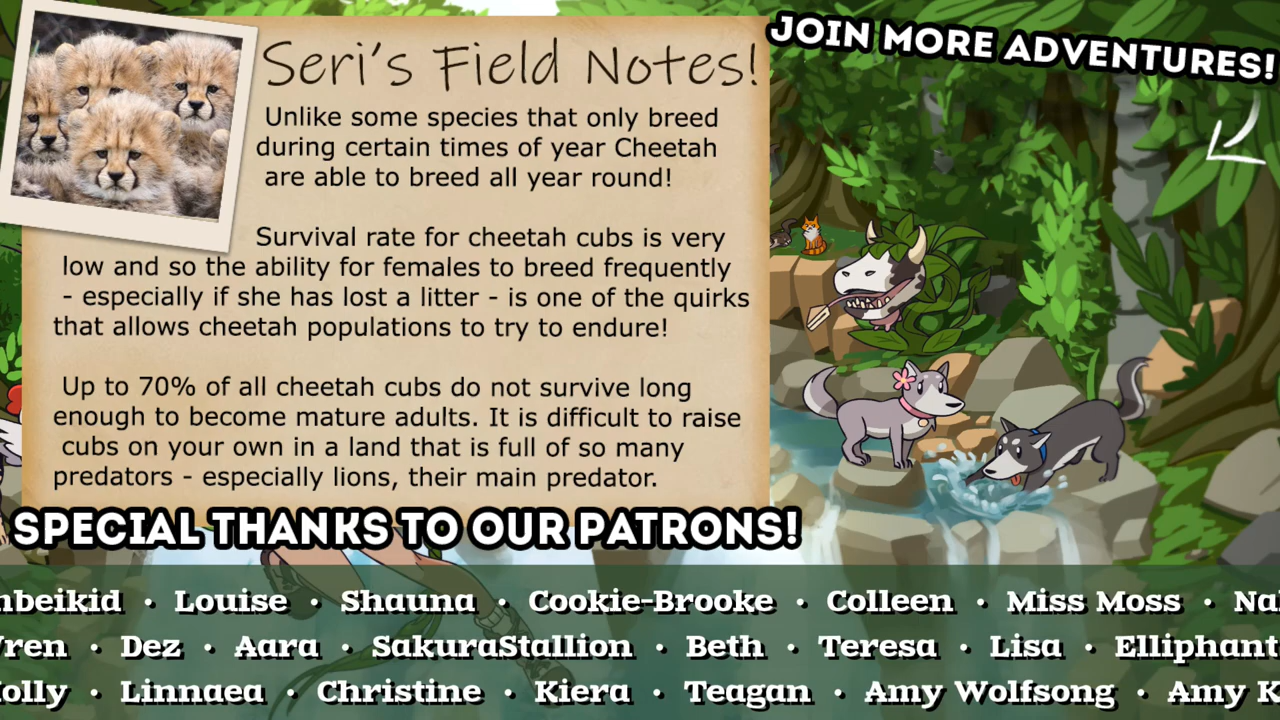 Seri's Field Notes!
Unlike some species that only breed
during certain times of year Cheetah
are able to breed all year round!
Survival rate for cheetah cubs is very
low and so the ability for females to breed frequently
- especially if she has lost a litter - is one of the quirks
that allows cheetah populations to try to endure!
Up to 70% of all cheetah cubs do not survive long
enough to become mature adults. It is difficult to raise
cubs on your own in a land that is full of so many
predators - especially lions, their main predator.
JOIN MORE ADVENTURES!
SPECIAL THANKS TO OUR PATRONS!
· Louise · Shauna · Cookie-Brooke · Colleen · Miss Moss ·
· Dez · Aara · SakuraStallion · Beth · Teresa · Lisa · Elliphant
· Linnaea · Christine · Kiera · Teagan · Amy Wolfsong · Amy K